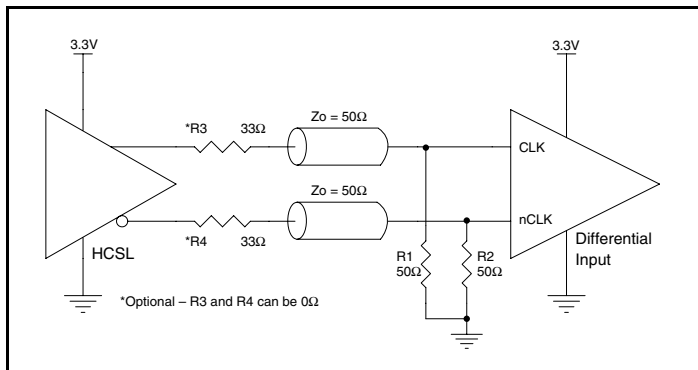 3.3V
3.3V
*R3
33Ω
Zo = 50Ω
CLK
Zo = 50Ω
nCLK
*R4
33Ω
HCSL
R1
50Ω
R2
50Ω
Differential
Input
*Optional – R3 and R4 can be 0Ω